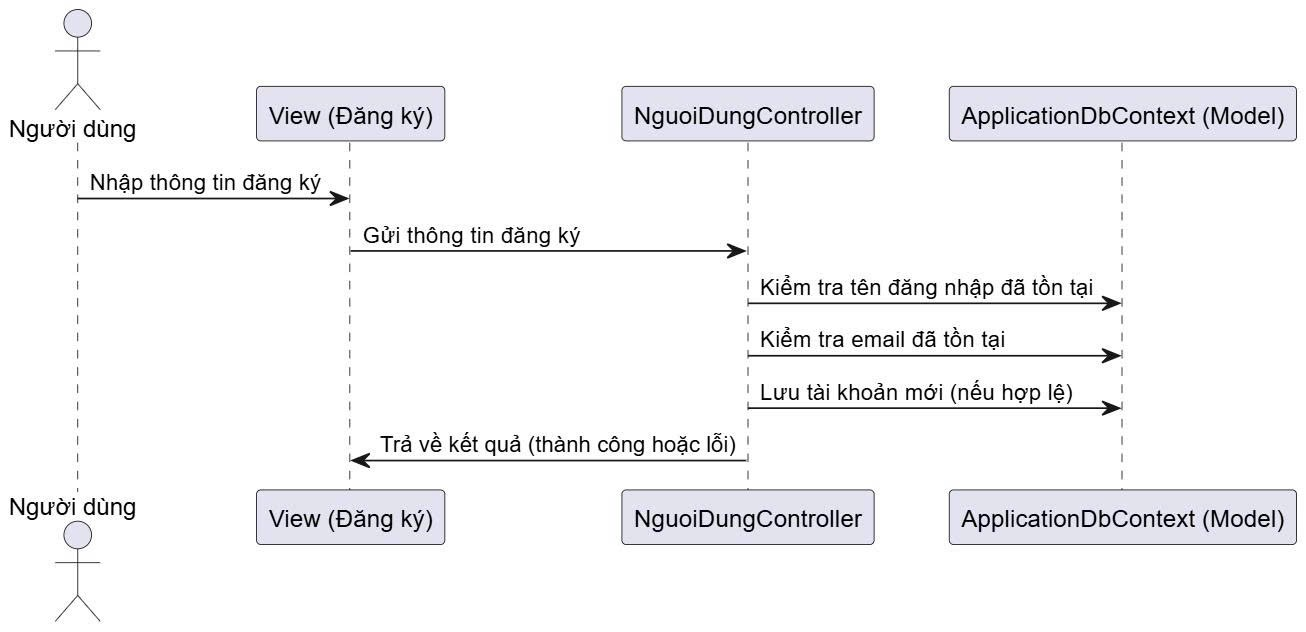 Người dùng
View (Đăng ký)
NguoiDungController
ApplicationDbContext (Model)
Nhập thông tin đăng ký
Gửi thông tin đăng ký
Kiểm tra tên đăng nhập đã tồn tại
Kiểm tra email đã tồn tại
Lưu tài khoản mới (nếu hợp lệ)
Trả về kết quả (thành công hoặc lỗi)
Người dùng
View (Đăng ký)
NguoiDungController
ApplicationDbContext (Model)